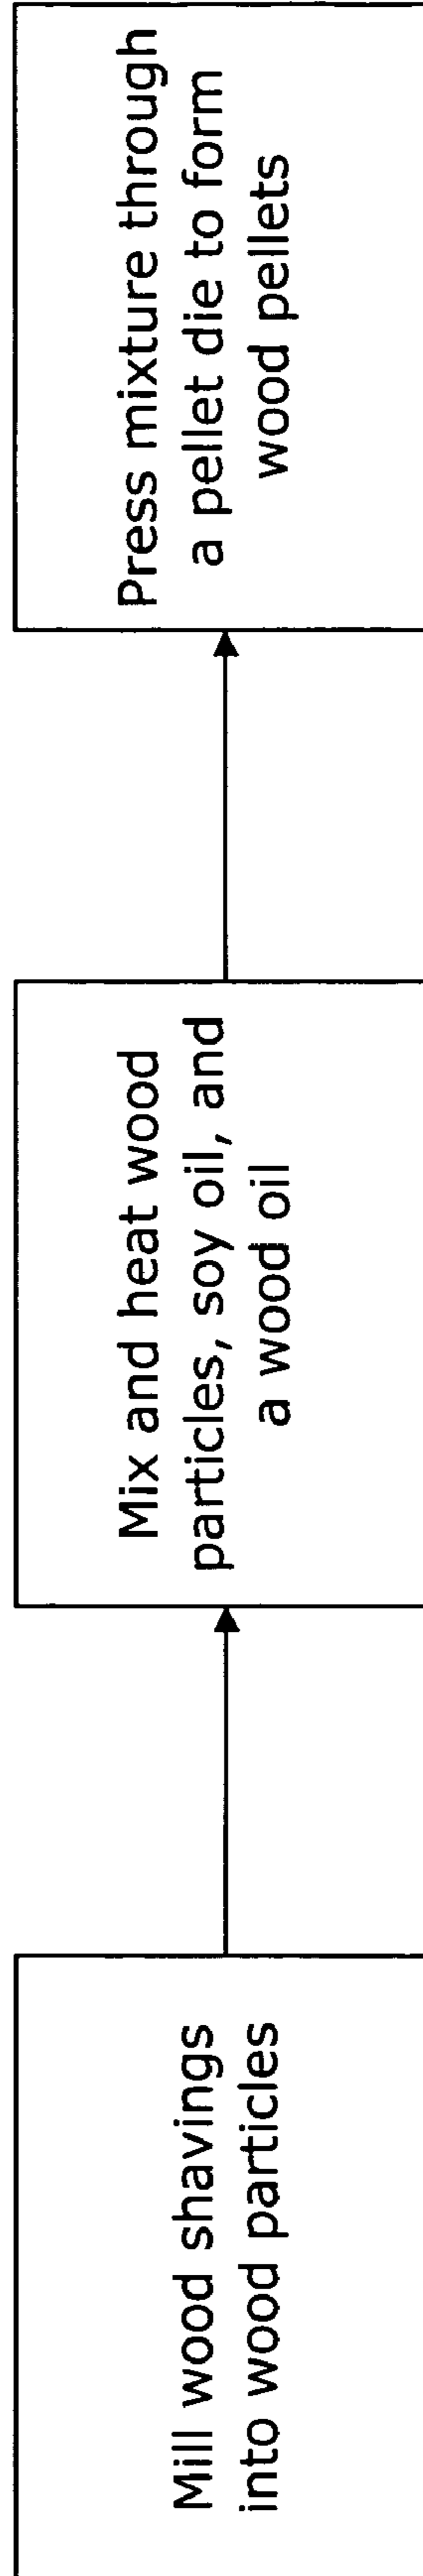 Mill wood shavings
into wood particles
Mix and heat wood
particles, soy oil, and
a wood oil
Press mixture through
a pellet die to form
wood pellets